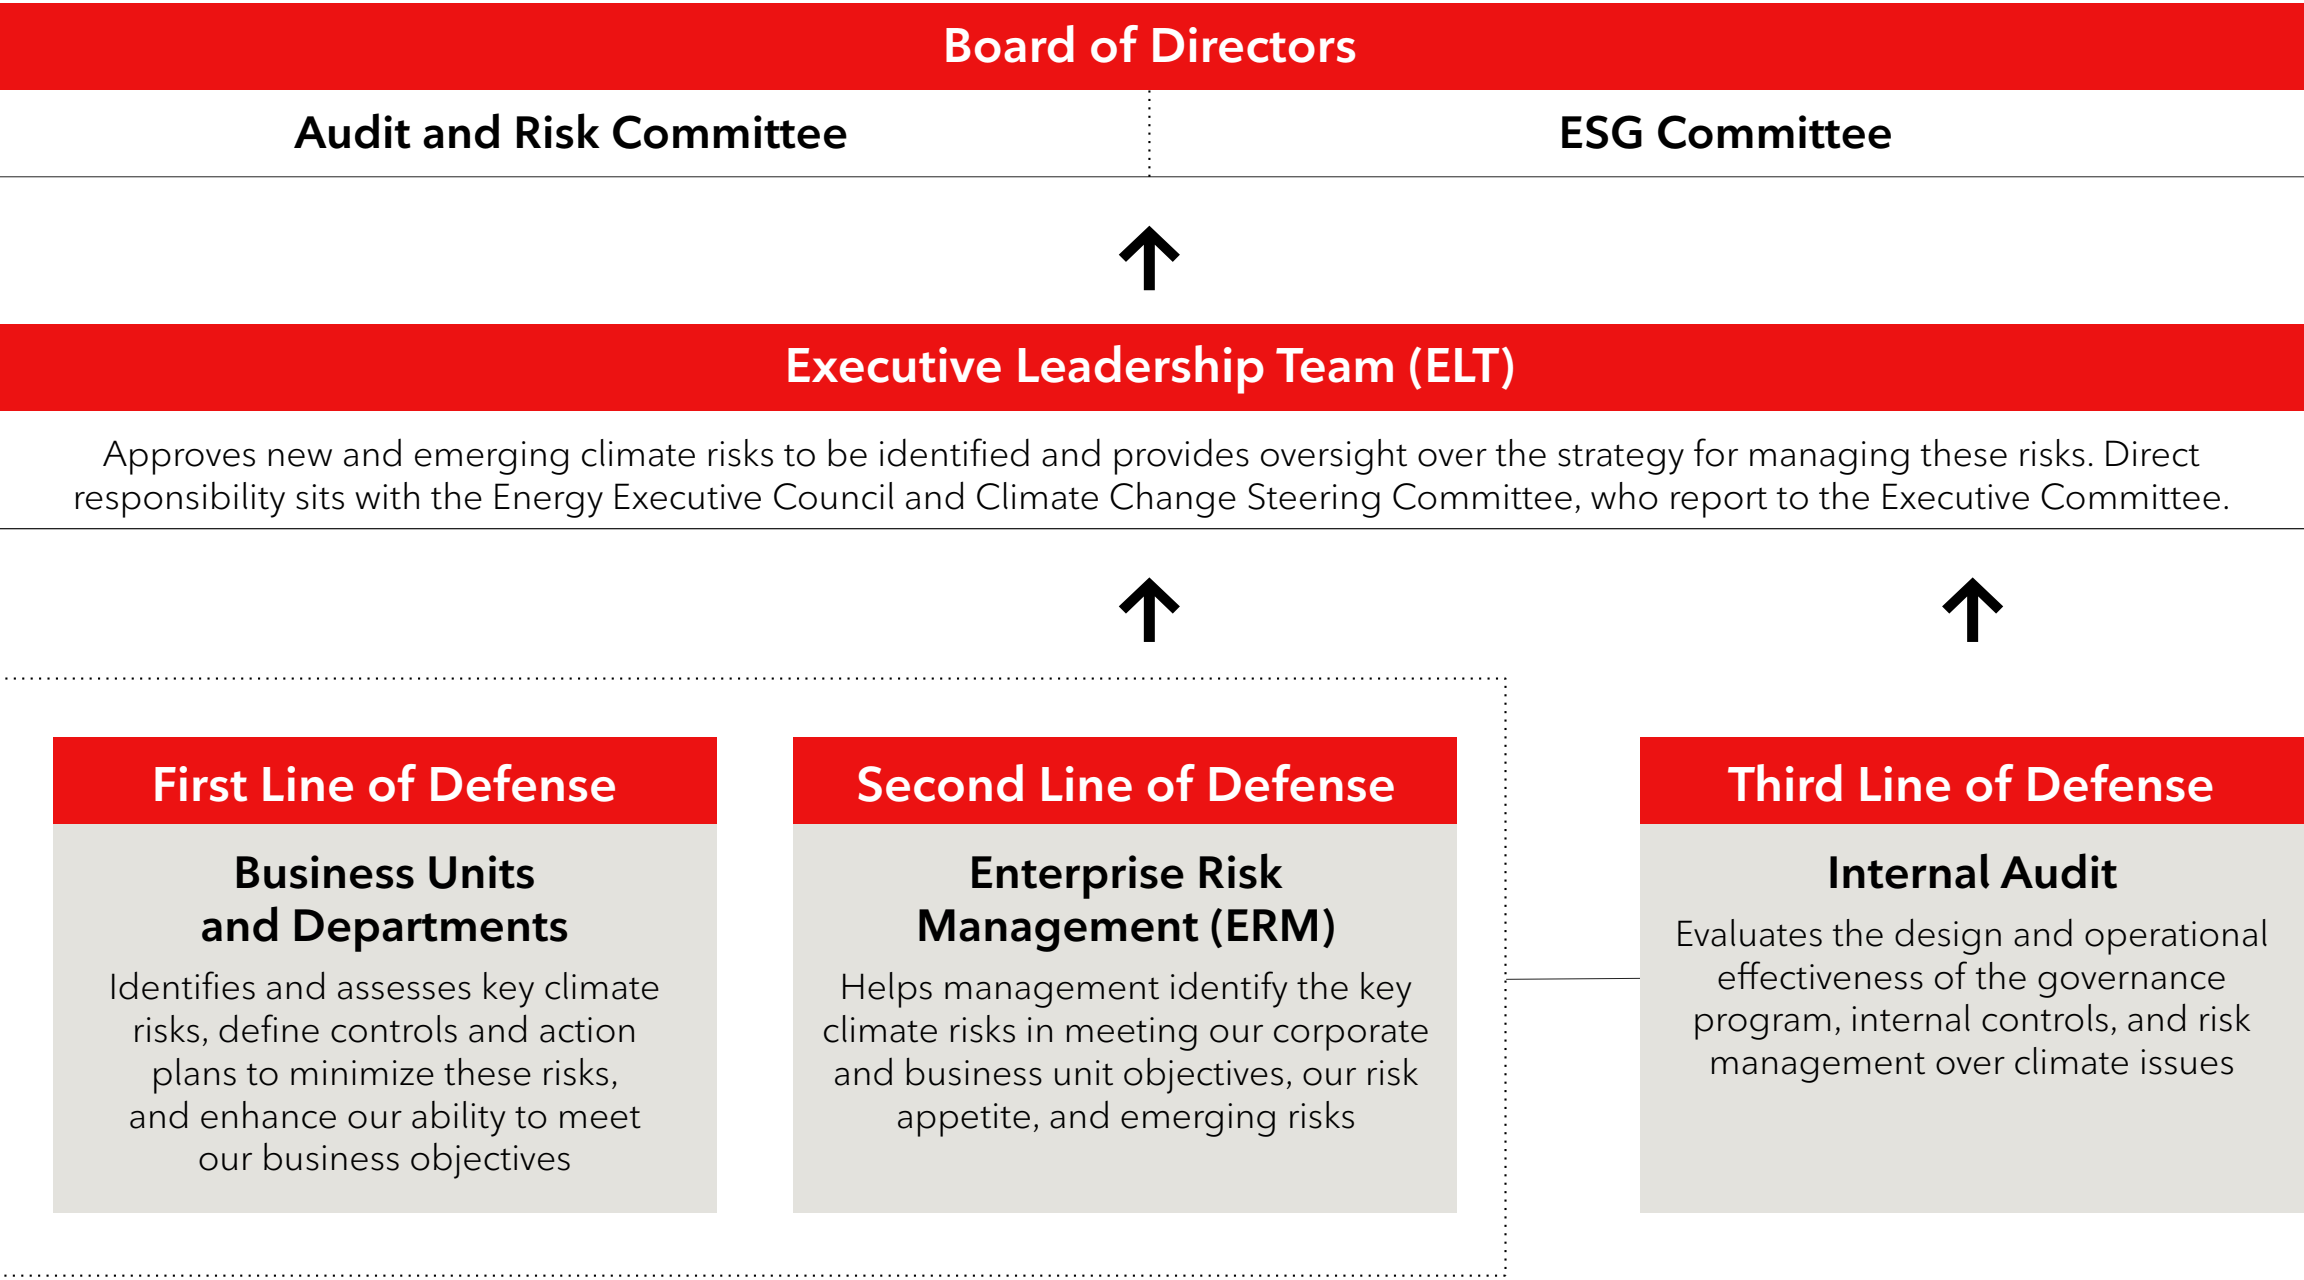 Board of Directors
Audit and Risk Committee
ESG Committee
Executive Leadership Team (ELT)
Approves new and emerging climate risks to be identified and provides oversight over the strategy for managing these risks. Direct
responsibility sits with the Energy Executive Council and Climate Change Steering Committee, who report to the Executive Committee.
First Line of Defense
Business Units
and Departments
Identifies and assesses key climate
risks, define controls and action
plans to minimize these risks,
and enhance our ability to meet
our business objectives
Second Line of Defense
Enterprise Risk
Management (ERM)
Helps management identify the key
climate risks in meeting our corporate
and business unit objectives, our risk
appetite, and emerging risks
Third Line of Defense
Internal Audit
Evaluates the design and operational
effectiveness of the governance
program, internal controls, and risk
management over climate issues